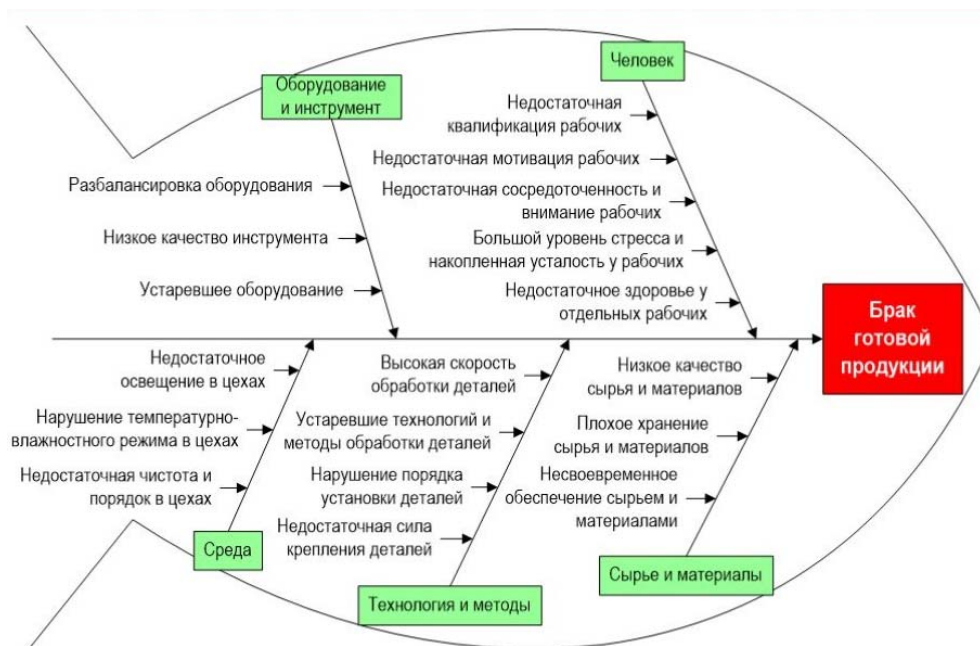 Оборудование
и инструмент
Разбалансировка оборудования
Низкое качество инструмента
Устаревшее оборудование
Человек
Недостаточная
квалификация рабочих
Недостаточная мотивация рабочих
Недостаточная сосредоточенность и
внимание рабочих
Большой уровень стресса и
накопленная усталость у рабочих
Недостаточное здоровье у
отдельных рабочих
Брак
готовой
продукции
Недостаточное
освещение в цехах
Нарушение температурно-
влажностного режима в цехах
Недостаточная чистота и
порядок в цехах
Среда
Высокая скорость
обработки деталей
Устаревшие технологий и
методы обработки деталей
Нарушение порядка
установки деталей
Недостаточная сила
крепления деталей
Технология и методы
Низкое качество
сырья и материалов
Плохое хранение
сырья и материалов
Несвоевременное
обеспечение сырьем и
материалами
Сырье и материалы